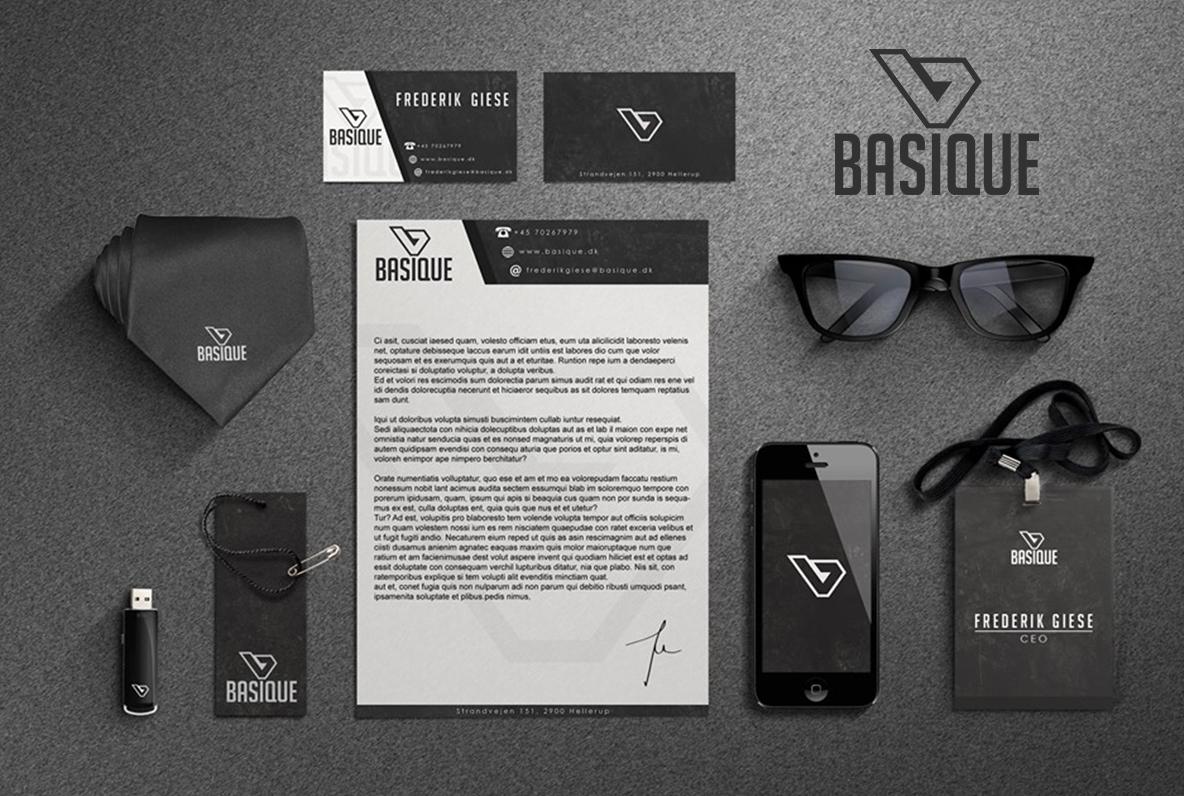 FREDERIK GIESE
BASIQUE
+45 70267979
www.basique.dk
frederikgiese@basique.dk
Strandvejen 151, 2900 Hellerup
BASIQUE
BASIQUE
BASIQUE
+45 70267979
www.basique.dk
@ frederikgiese@basique.dk
Ci asit, cusciat iaesed quam, volesto officiam etus, eum uta alicilicidit laboresto velenis
net, optature debisseque laccus earum idit untiis est labores dio cum que volor
sequosam et es exerumquis quis aut a et eturitae. Runtion repe ium a dendaeperci
coreictasi si doluptatio voluptur, a dolupta veribus.
Ed et volori res escimodis sum dolorectia parum simus audit rat et qui odiam res ene vel
idi dendis dolorecuptia necerunt et hiciaeror sequibus as sit dolores temquam reptatius
sam dunt.
Iqui ut doloribus volupta simusti buscimintem cullab iuntur resequiat.
Sedi aliquaectota con nihicia dolecuptibus doluptas aut as et lab il maion con expe net
omnistia natur senducia quas et es nonsed magnaturis ut mi, quia volorep reperspis di
autem quidipsam evendisi con consequ aturia que porios et optur sint aditatur, is mi,
voloreh enimpor ape nimpero berchitatur?
Orate numentiatis volluptatur, quo ese et am et mo ea volorepudam faccatu restium
nonessum nobit lant acimus audita sectem essumqui blab im soloremquo tempore con
porerum ipidusam, quam, ipsum qui apis si beaquia cus quam non por sunda is sequa-
mus ex est, culla doluptas ent, quia quis que nus et et utetur?
Tur? Ad est, volupitis pro blaboresto tem volende volupta tempor aut officiis solupicim
num quam volestem nossi ium es rem nisciatem quaepudae con ratet exceria velibus et
ut fugit fugiti andio. Necaturem eium reped ut quis as asin rescimagnim aut ad ellenes
ciisti dusamus anienim agnatec eaquas maxim quis molor maioruptaque num que
ratium et am facienimusae dest volut aspere invent qui quodiam hiliciet est et optas ad
essit doluptate con consequam verchil lupturibus ditatur, nia que plabo. Nis sit, con
ratemporibus explique si tem volupti alit evenditis minctiam quat.
aut et, conet fugia quis non nulparum adi non parum qui debitio ribusti umquodi psant,
ipsamenita soluptate et plibus.pedis nimus,
Strandvejen 151, 2900 Hellerup
BASIQUE
BASIQUE
FREDERIK GIESE
CEO